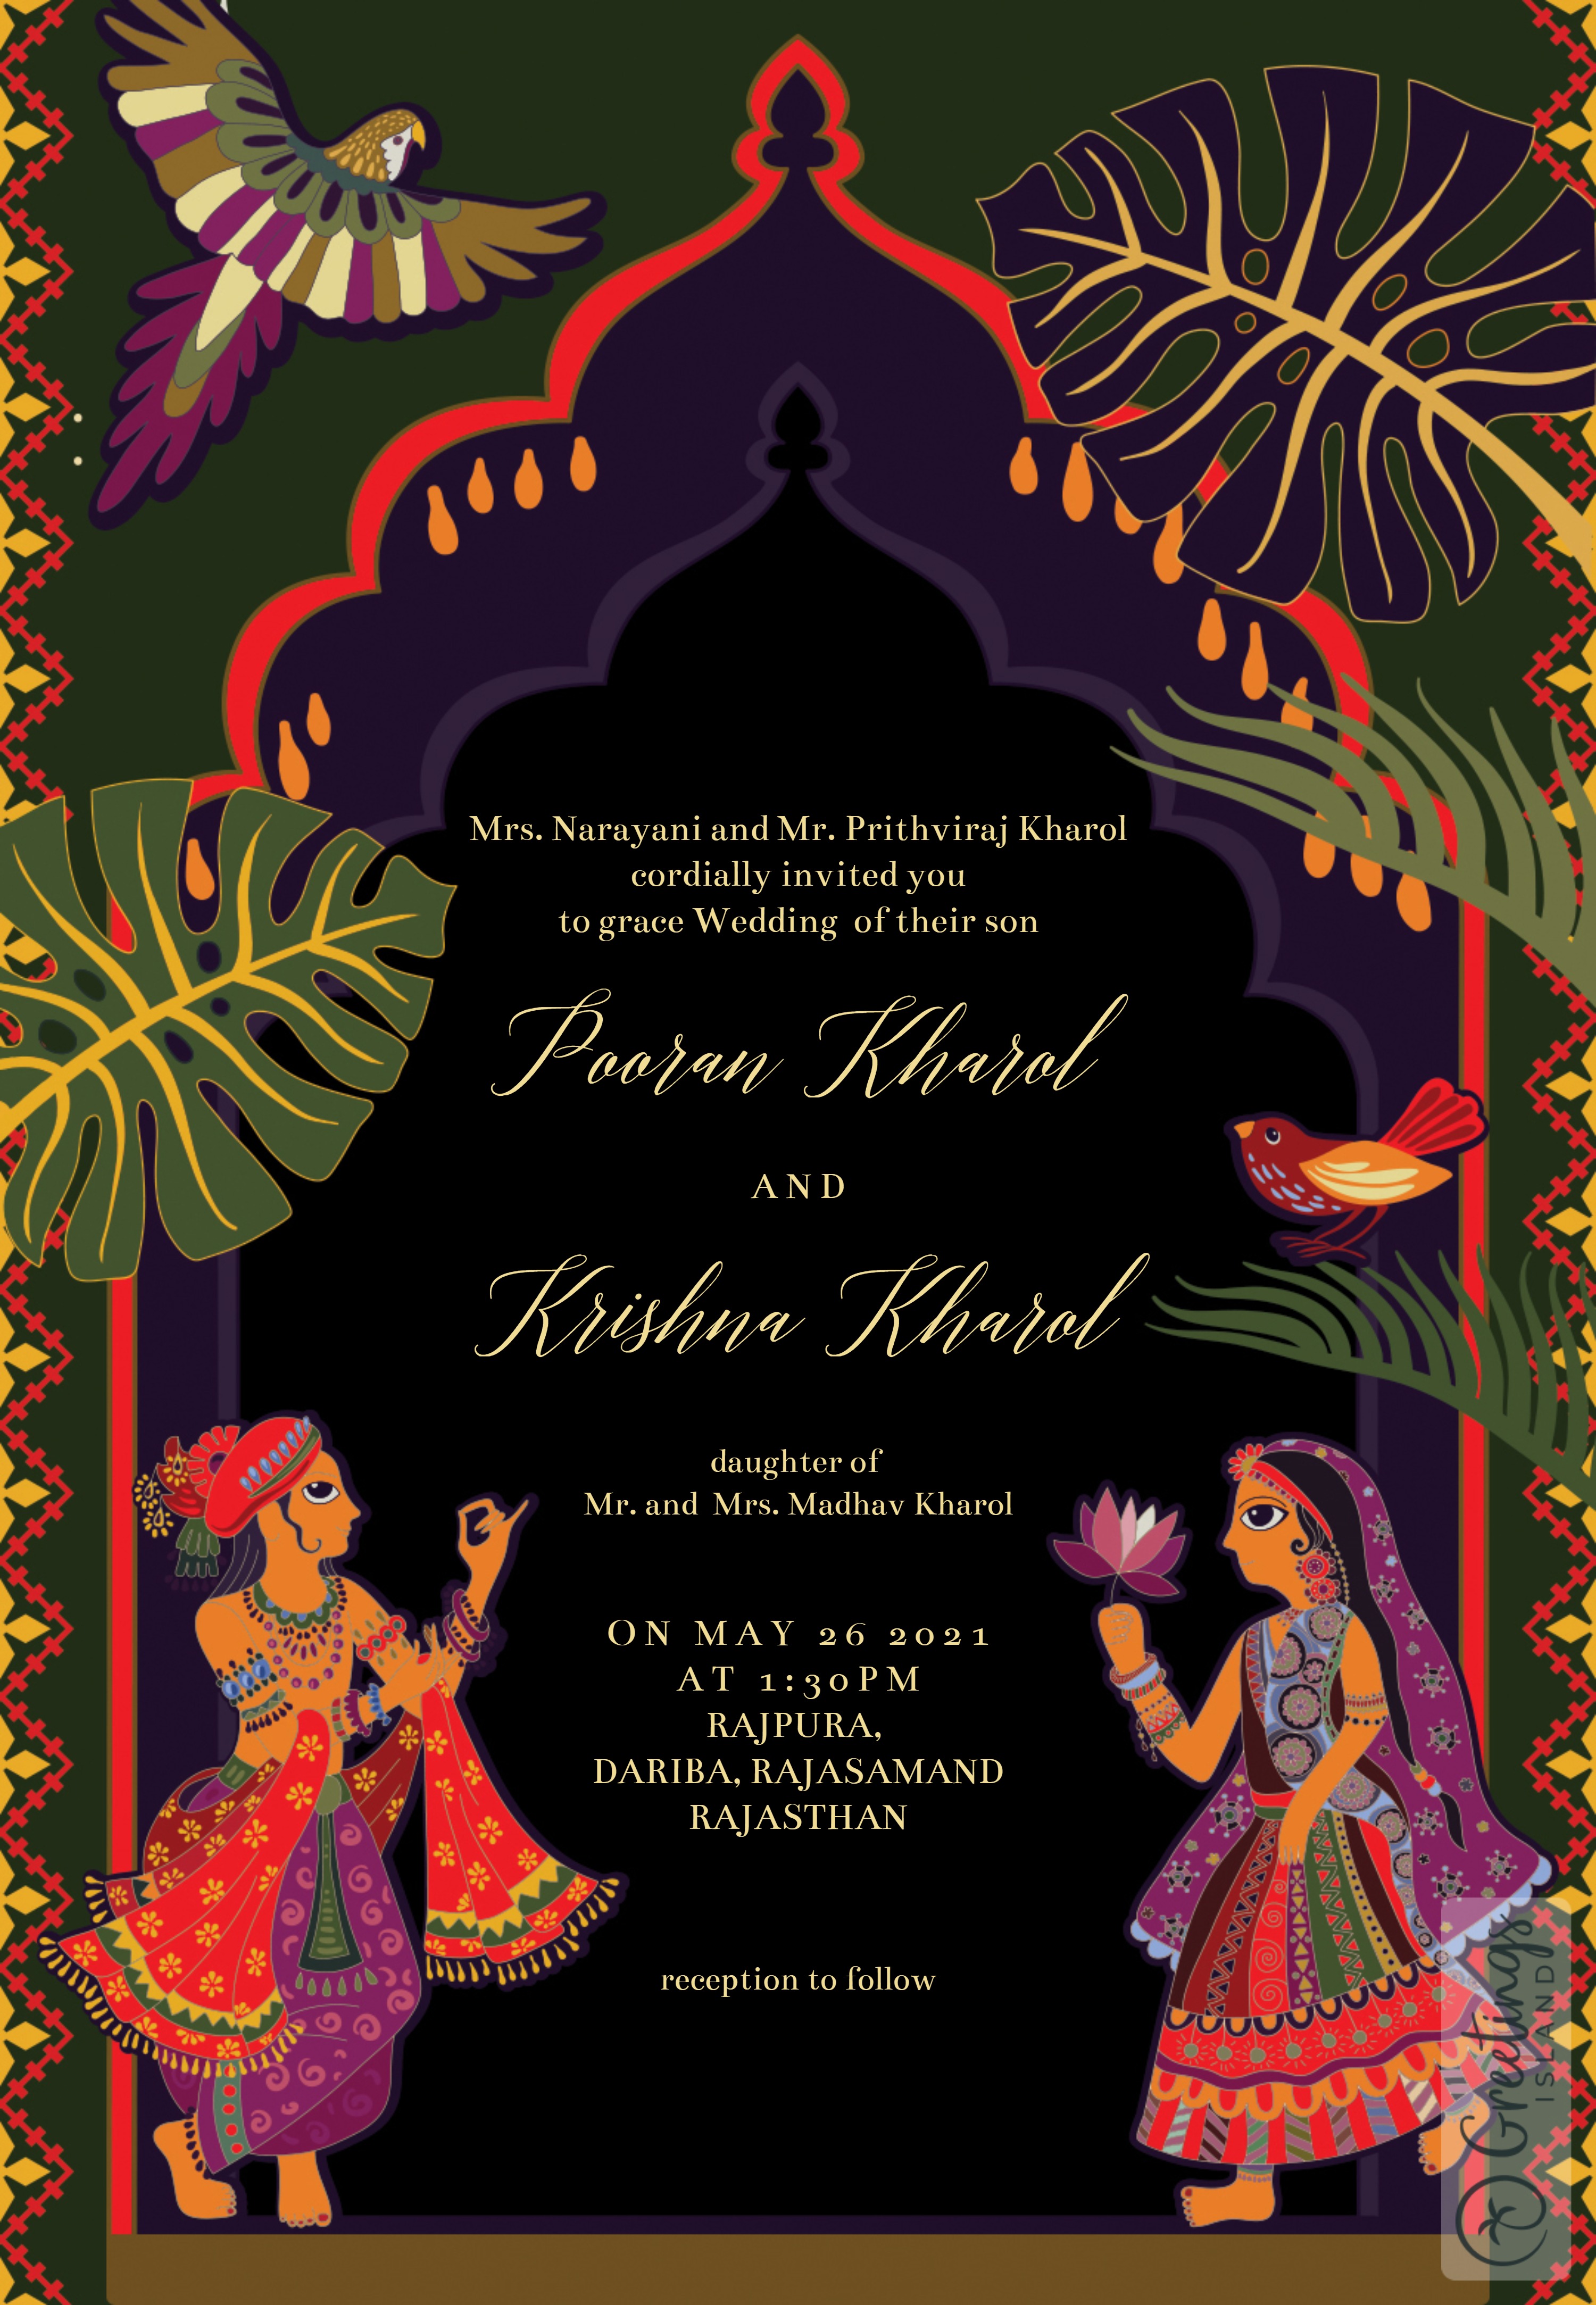 Mrs. Narayani and Mr. Prithviraj Kharol
cordially invited you
to grace Wedding  of their son
Pooran Kharol
AND
Krishna Kharol
daughter of
Mr. and  Mrs. Madhav Kharol
ON MAY 26 2021
AT 1:30PM
RAJPURA,
DARIBA, RAJASAMAND
RAJASTHAN
reception to follow
Greetings
ISLAND